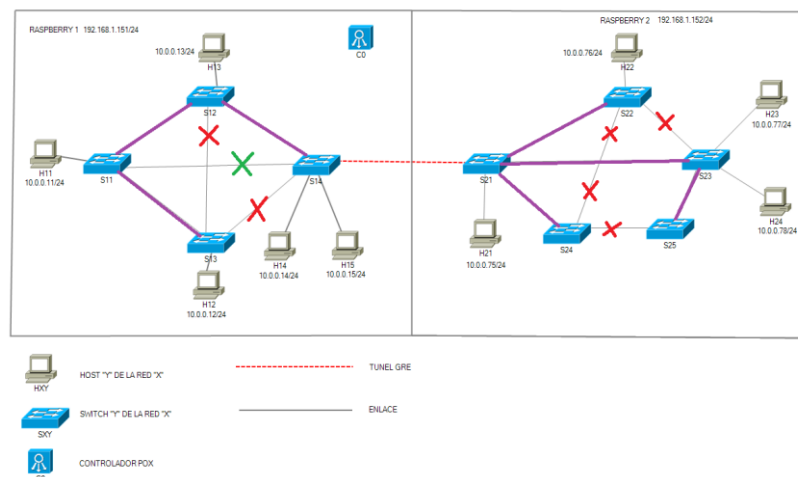 RASPBERRY 1 192.168.1.151/24
RASPBERRY 2 192.168.1.152/24
10.0.0.13/24
H13
C0
S12
H11
10.0.0.11/24
S11
S14
S13
H12
10.0.0.12/24
H14
10.0.0.14/24
H15
10.0.0.15/24
10.0.0.76/24
H22
S22
H23
10.0.0.77/24
S21
S23
H21
10.0.0.75/24
S24
S25
H24
10.0.0.78/24
HXY
HOST "Y" DE LA RED "X"
TUNEL GRE
SXY
SWITCH "Y" DE LA RED "X"
ENLACE
CONTROLADOR POX